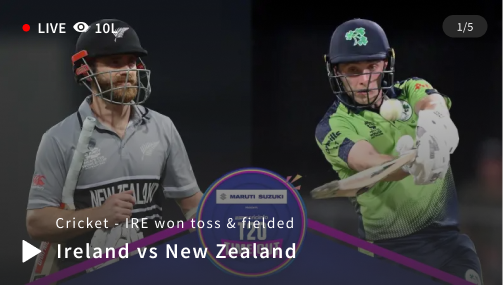 LIVE 10L
1/5
NEW ZEALAND
MARUTI SUZUKI
T20
Cricket - IRE won toss & fielded
Ireland vs New Zealand